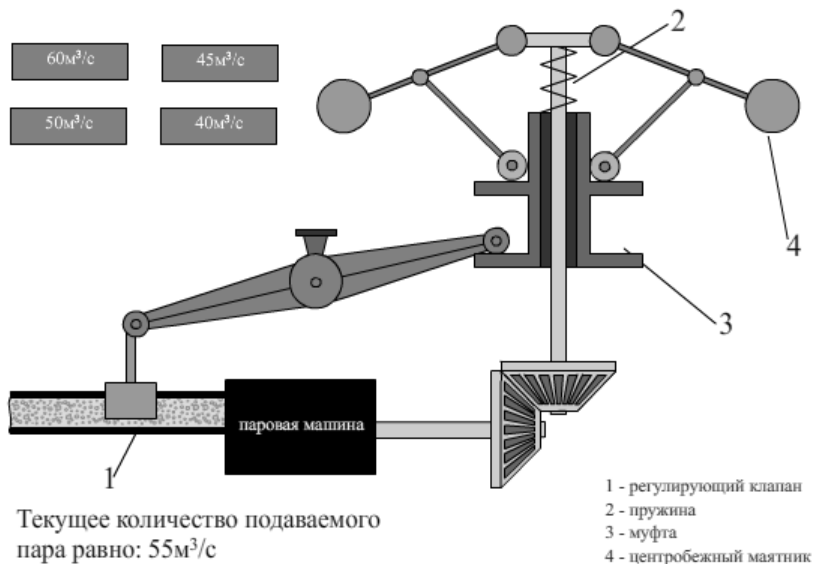 60м³/с
45м³/с
50м³/с
40м³/с
2
4
3
паровая машина
1
Текущее количество подаваемого
пара равно: 55м³/с
1 - регулирующий клапан
2 - пружина
3 - муфта
4 - центробежный маятник